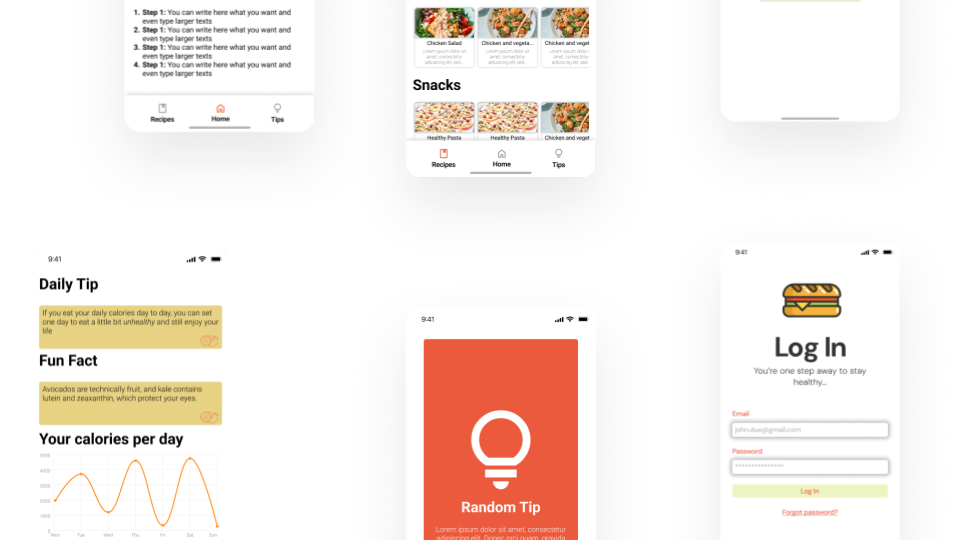 1. Step 1: You can write here what you want and
even type larger texts
2. Step 1: You can write here what you want and
even type larger texts
3. Step 1: You can write here what you want and
even type larger texts
4. Step 1: You can write here what you want and
even type larger texts
Recipes
Home
Tips
Chicken Salad
Lorem ipsum dolor sit
amet, consectetur
adipiscing elit, sed.
Chicken and vegeta...
Lorem ipsum dolor sit
amet, consectetur
adipiscing elit, sed.
Chicken and veget
Lorem ipsum dolor sit
amet, consectetur
adipiscing elit, sed.
Snacks
Healthy Pasta
Healthy Pasta
Chicken and veget
Recipes
Home
Tips
9:41
Daily Tip
If you eat your daily calories day to day, you can set
one day to eat a little bit unhealthy and still enjoy your
life
Fun Fact
Avocados are technically fruit, and kale contains
lutein and zeaxanthin, which protect your eyes.
Your calories per day
5000
4000
3000
2000
1000
0
Mon
Tue
Wed
Thu
Fri
Sat
Sun
9:41
Random Tip
Lorem ipsum dolor sit amet, consectetur
adipiscing elit. Donec orci quam, gravida
9:41
Log In
You're one step away to stay
healthy...
Email
john.due@gmail.com
Password
***************
Log In
Forgot password?